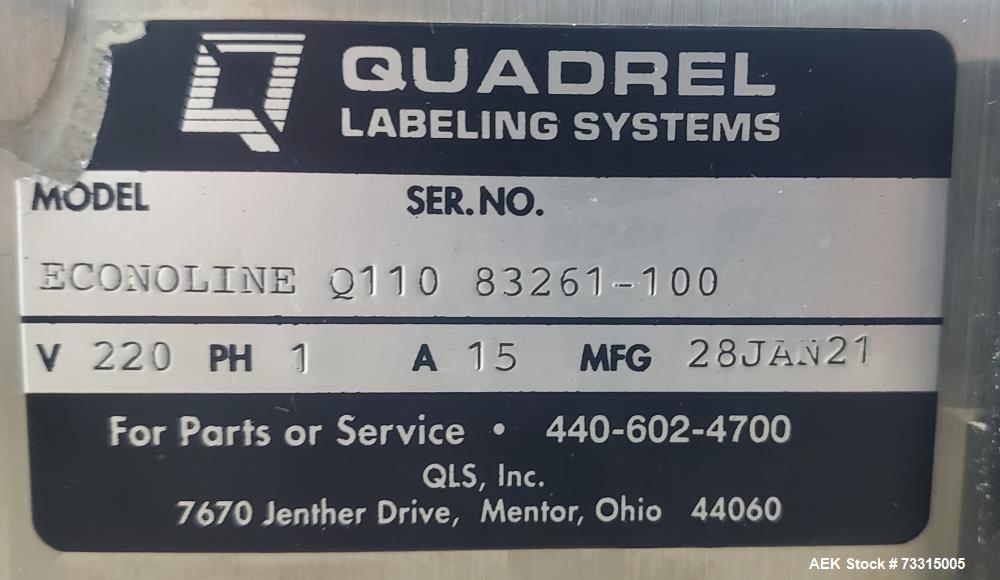 QUADREL
LABELING SYSTEMS
MODEL SER. NO.
ECONOLINE Q110 83261-100
V 220 PH 1 A 15 MFG 28JAN21
For Parts or Service • 440-602-4700
QLS, Inc.
7670 Jenther Drive, Mentor, Ohio 44060
AEK Stock # 73315005